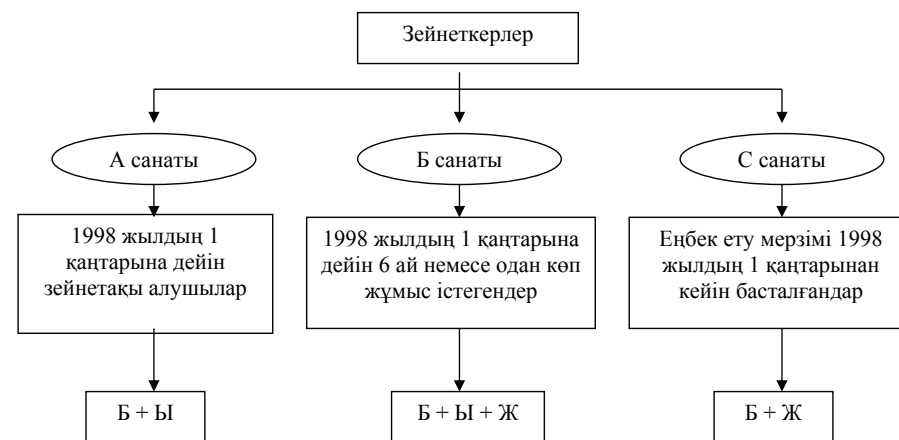 Зейнеткерлер
А санаты
Б санаты
С санаты
1998 жылдың 1
қаңтарына дейін
зейнетақы алушылар
1998 жылдың 1 қаңтарына
дейін 6 ай немесе одан көп
жұмыс істегендер
Еңбек ету мерзімі 1998
жылдың 1 қаңтарынан
кейін басталғандар
Б + Ы
Б + Ы + Ж
Б + Ж